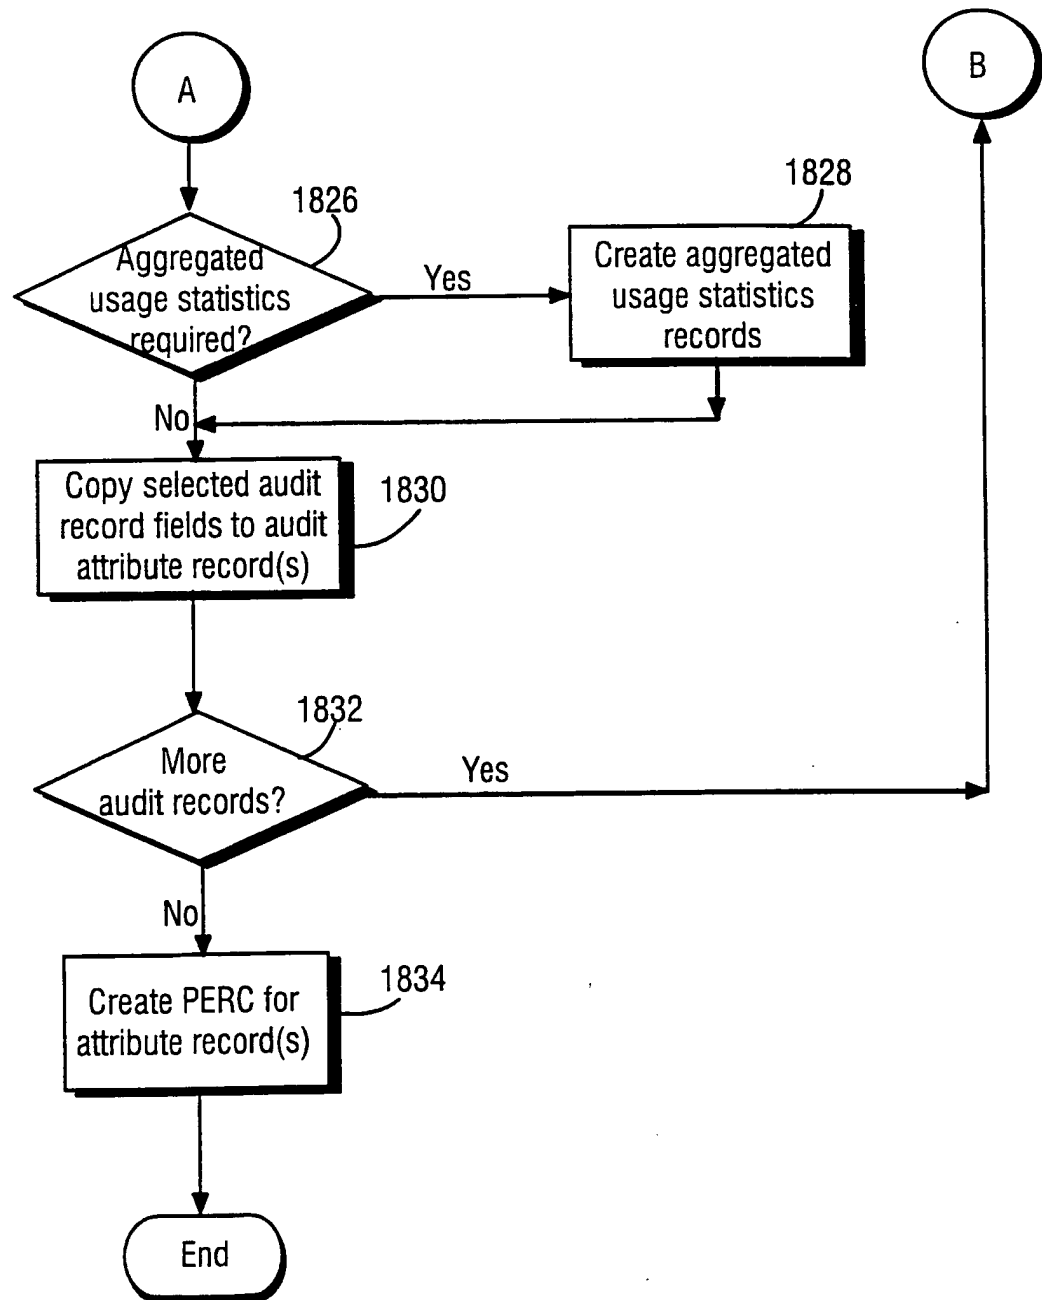 A
B
1826
1828
Aggregated
usage statistics
required?
Yes
Create aggregated
usage statistics
records
No
Copy selected audit
record fields to audit
attribute record(s)
1830
1832
More
audit records?
Yes
No
Create PERC for
attribute record(s)
1834
End